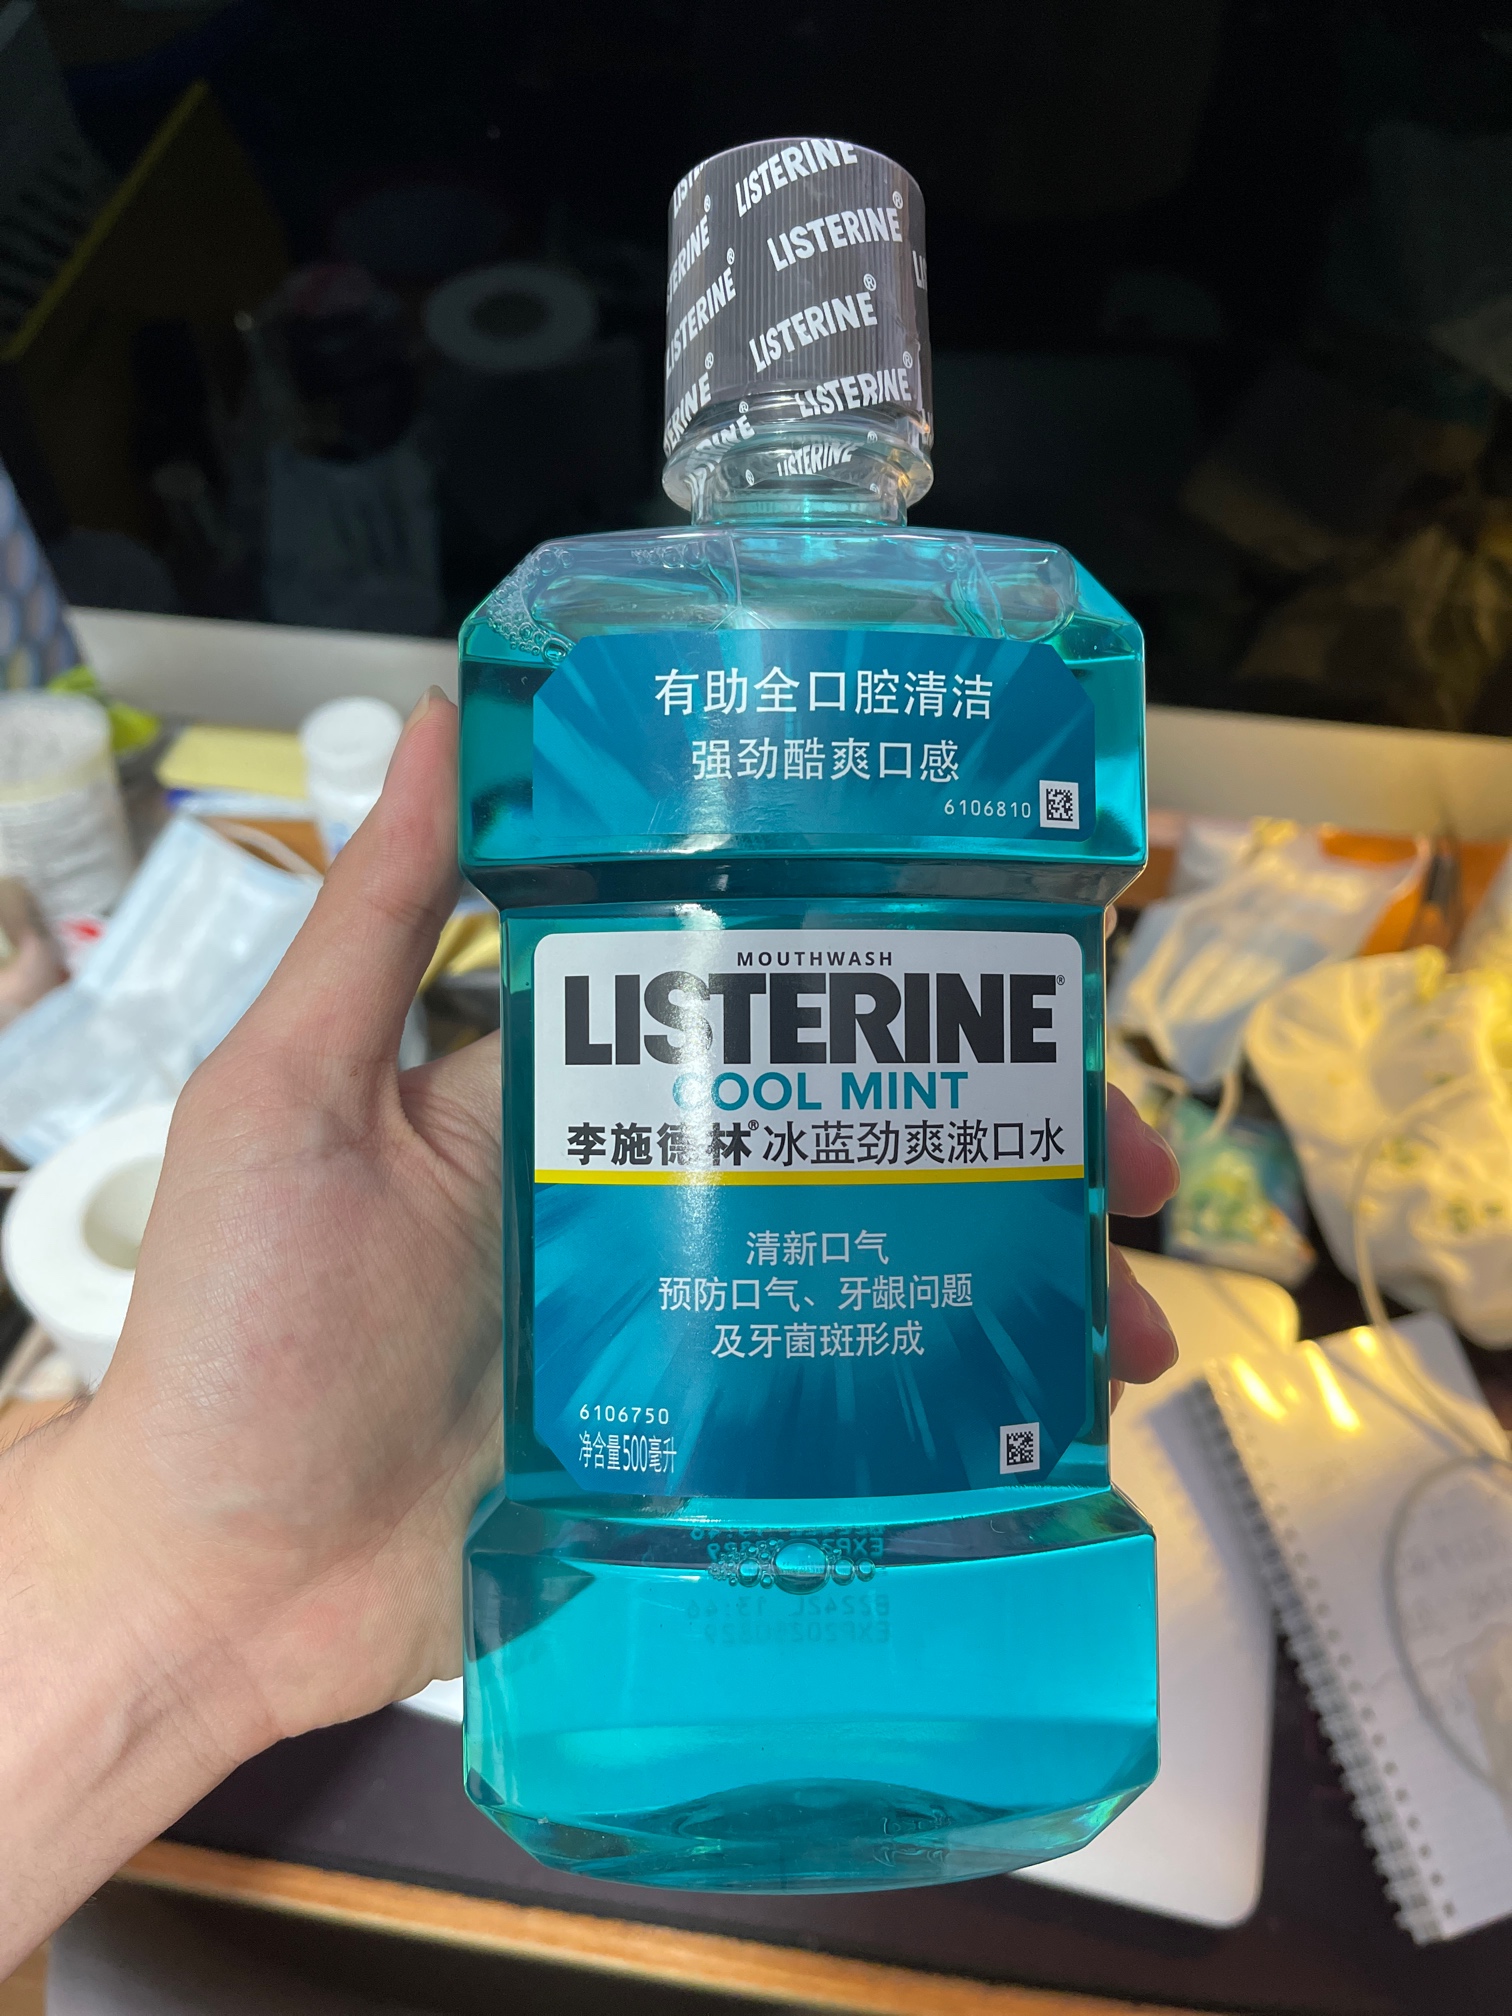 LISTERINE
LISTERINE®
LISTERINE®
LISTERINE®
LISTERINE®
LISTERINE®
有助全口腔清洁
强劲酷爽口感
6106810
MOUTHWASH
LISTERINE®
COOL MINT
李施德林®冰蓝劲爽漱口水
清新口气
预防口气、牙龈问题
及牙菌斑形成
6106750
净含量500毫升